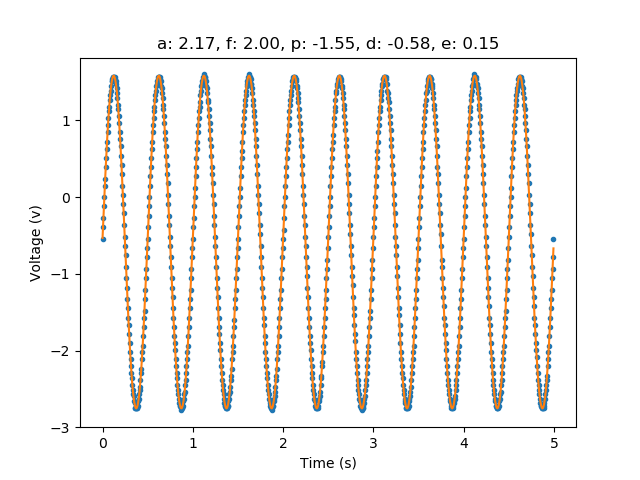 a: 2.17, f: 2.00, p: -1.55, d: -0.58, e: 0.15
1
0
−1
−2
−3
Voltage (v)
0 1 2 3 4 5
Time (s)